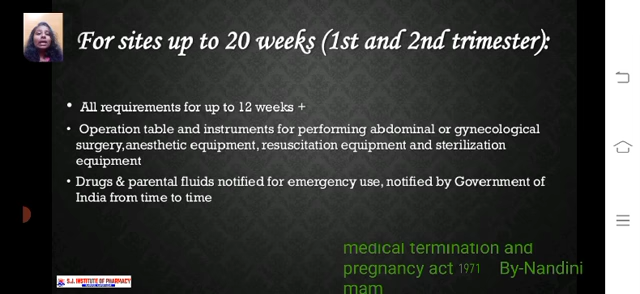 For sites up to 20 weeks (1st and 2nd trimester):
• All requirements for up to 12 weeks +
• Operation table and instruments for performing abdominal or gynecological
surgery,anesthetic equipment,resuscitation equipment and sterilization
equipment
• Drugs & parental fluids notified for emergency use, notified by Government of
India from time to time
medical termination and
pregnancy act 1971 By-Nandini
mam
S.J. INSTITUTE OF PHARMACY